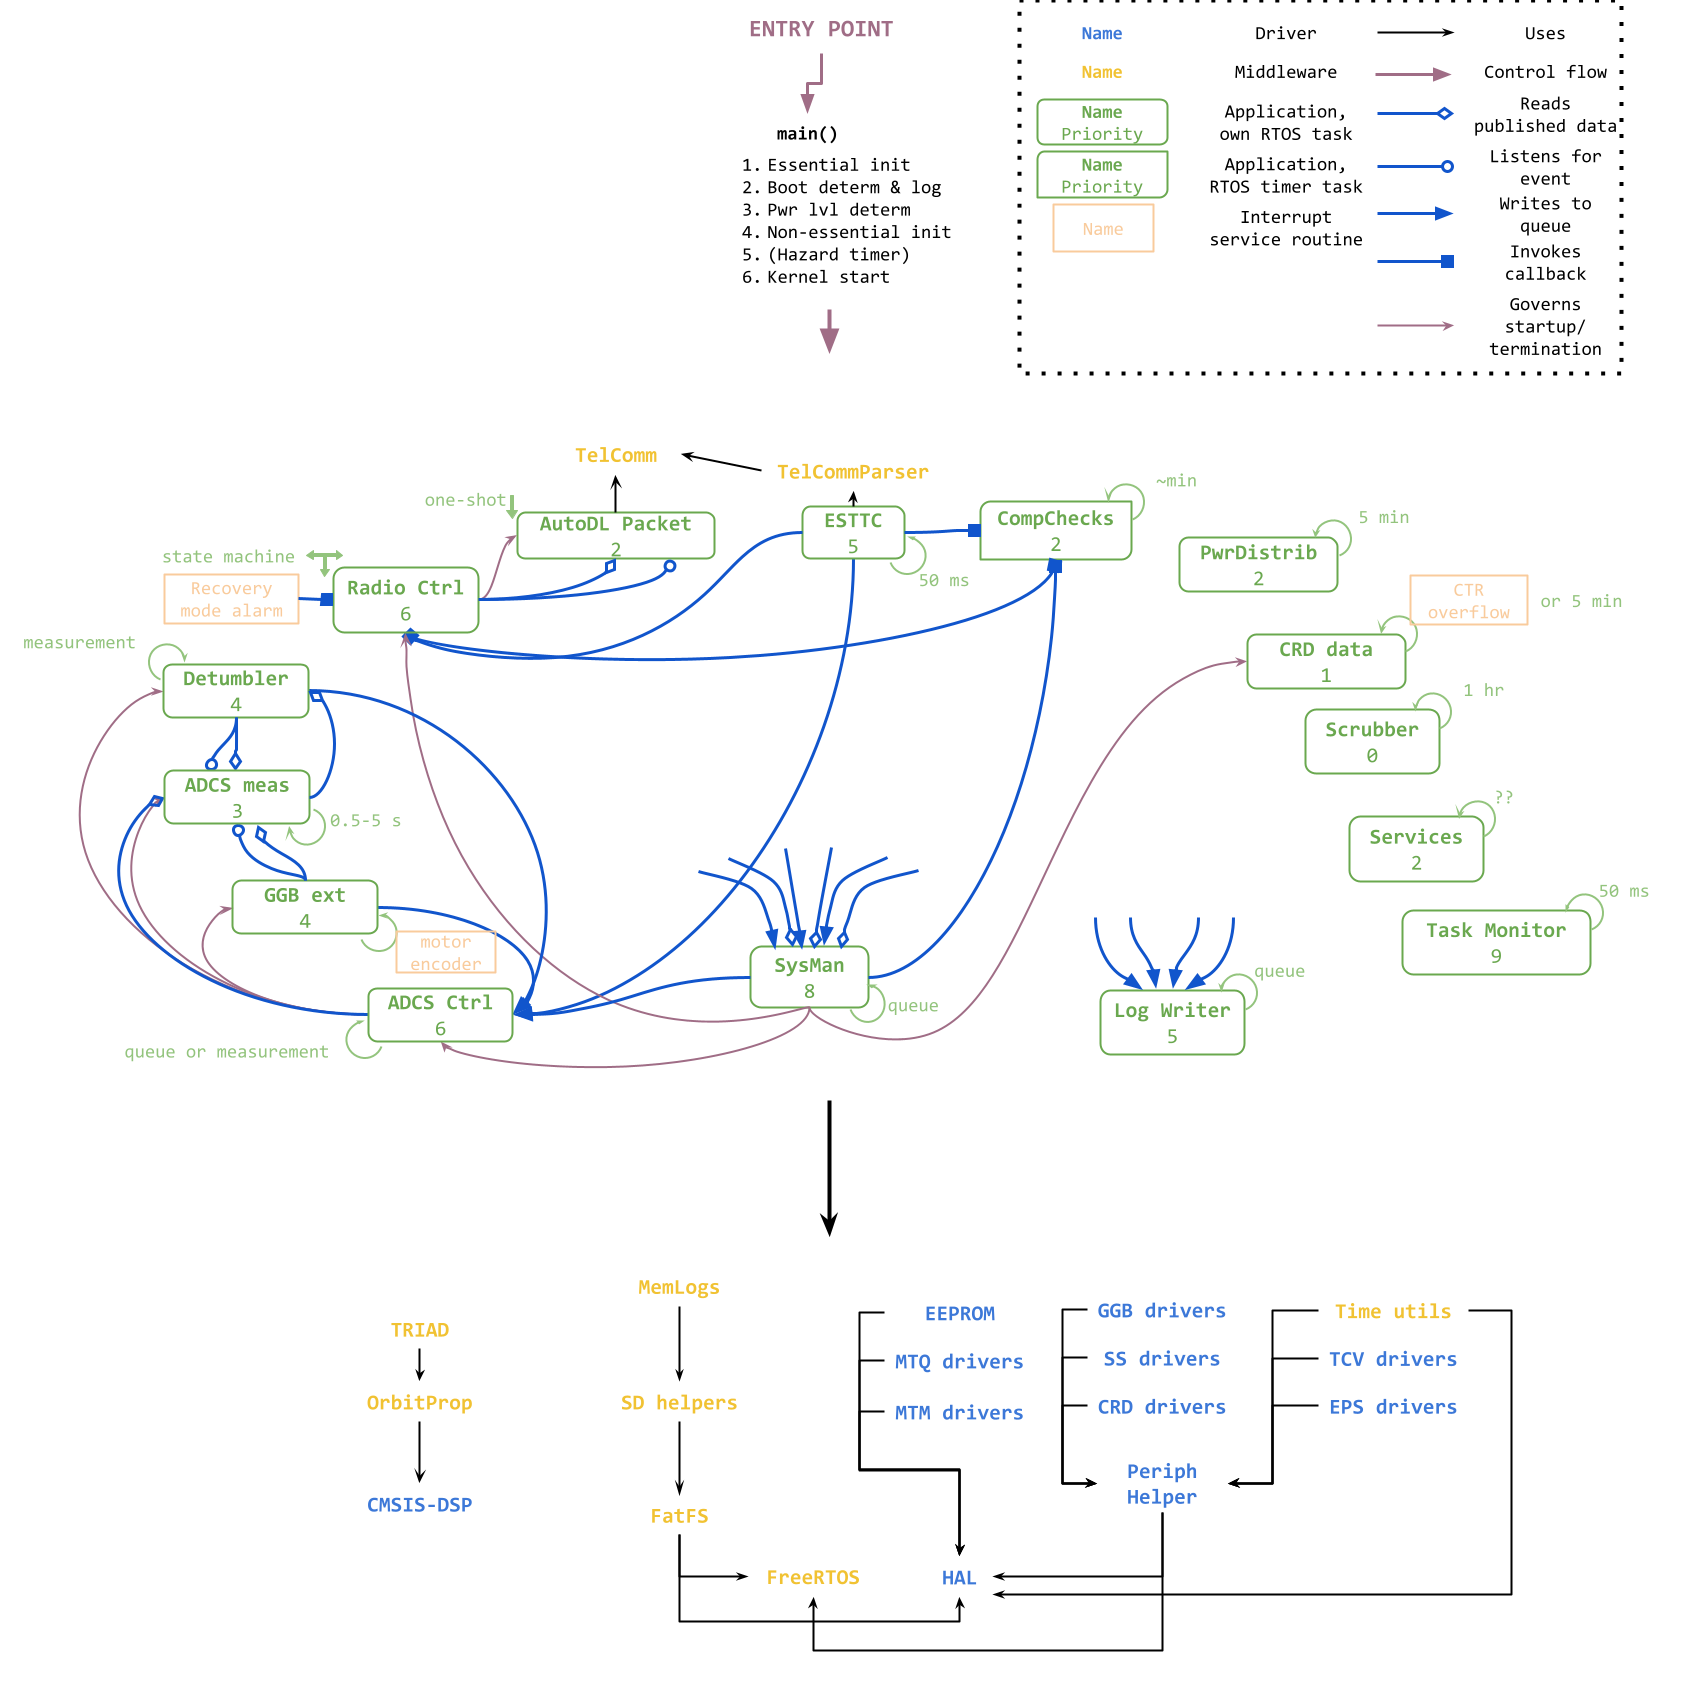 ENTRY POINT
main()
1. Essential init
2. Boot determ & log
3. Pwr lvl determ
4. Non-essential init
5. (Hazard timer)
6. Kernel start
Name
Driver
Uses
Name
Middleware
Control flow
Name
Priority
Application,
own RTOS task
Reads
published data
Name
Priority
Application,
RTOS timer task
Listens for
event
Name
Interrupt
service routine
Writes to
queue
Invokes
callback
Governs
startup/
termination
TelComm
TelCommParser
one-shot
AutoDL Packet
2
ESTTC
5
50 ms
CompChecks
2
~min
PwrDistrib
2
5 min
state machine
Recovery
mode alarm
Radio Ctrl
6
CTR
overflow
or 5 min
CRD data
1
measurement
Detumbler
4
Scrubber
0
1 hr
ADCS meas
3
0.5-5 s
Services
2
??
GGB ext
4
motor
encoder
Task Monitor
9
50 ms
SysMan
8
queue
ADCS Ctrl
6
queue or measurement
Log Writer
5
queue
TRIAD
OrbitProp
CMSIS-DSP
MemLogs
SD helpers
FatFS
EEPROM
MTQ drivers
MTM drivers
GGB drivers
SS drivers
CRD drivers
Time utils
TCV drivers
EPS drivers
Periph
Helper
FreeRTOS
HAL